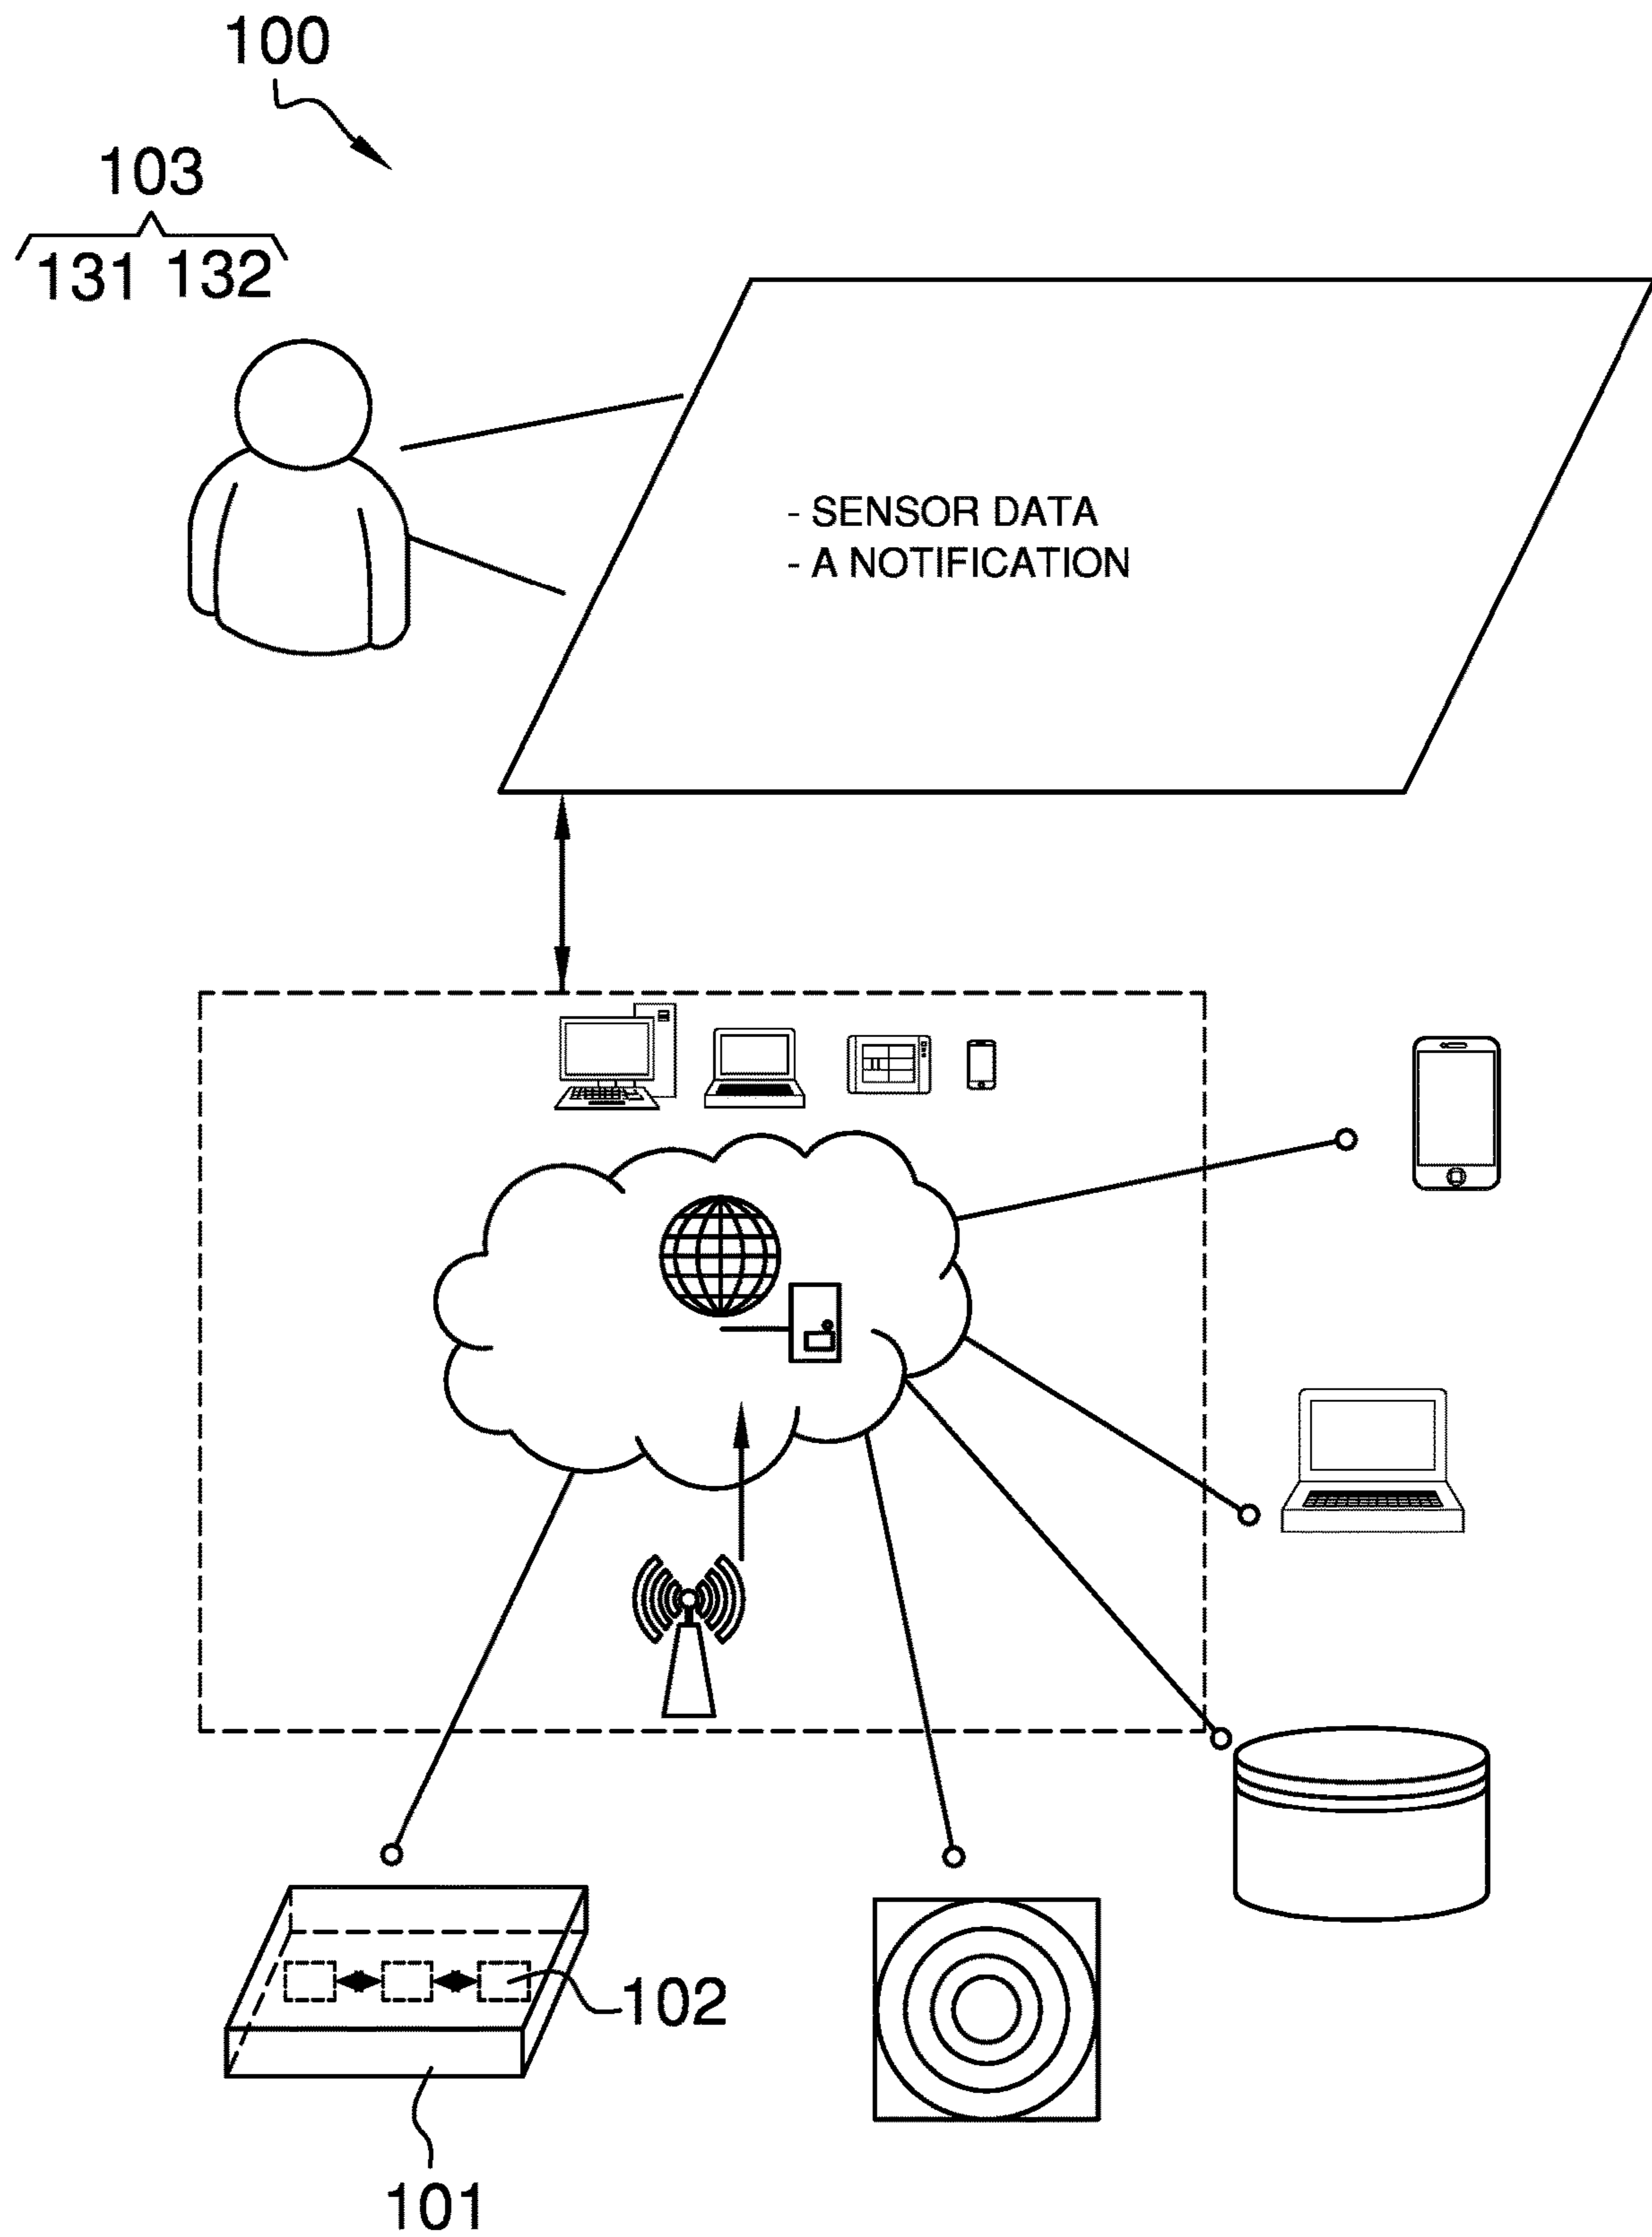 100
103
131 132
- SENSOR DATA
- A NOTIFICATION
102
101